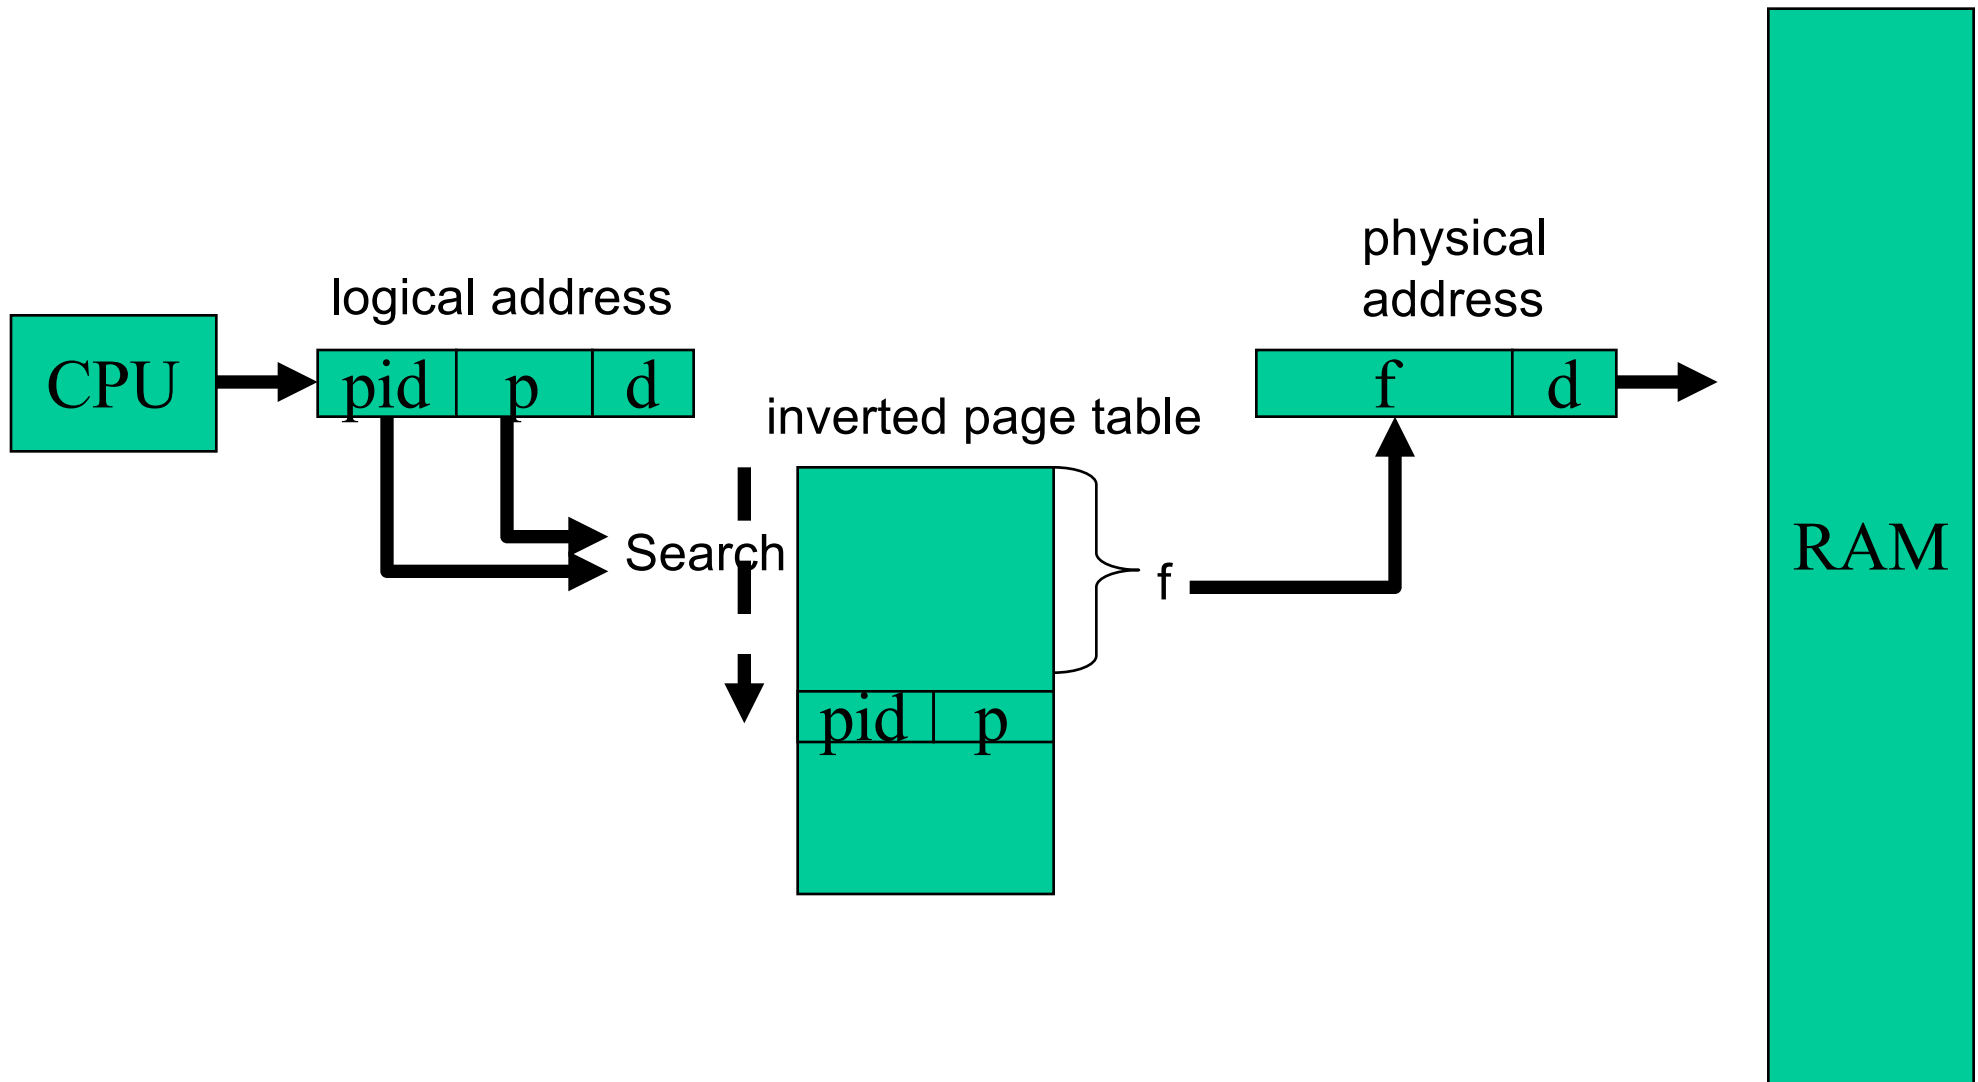 physical
address
logical address
CPU
pid p d
f d
inverted page table
Search
f
RAM
pid p